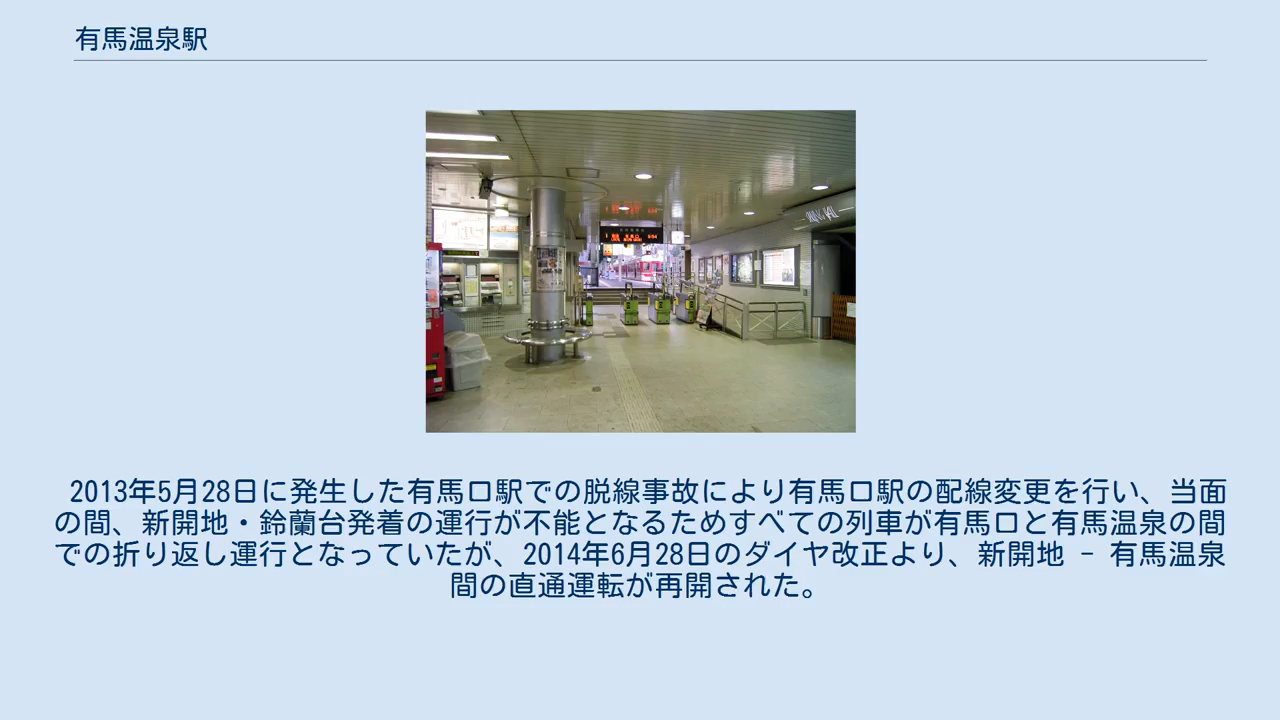 有馬温泉駅
2013年5月28日に発生した有馬口駅での脱線事故により有馬口駅の配線変更を行い、当面
の間、新開地・鈴蘭台発着の運行が不能となるためすべての列車が有馬口と有馬温泉の間
での折り返し運行となっていたが、2014年6月28日のダイヤ改正より、新開地 - 有馬温泉
間の直通運転が再開された。